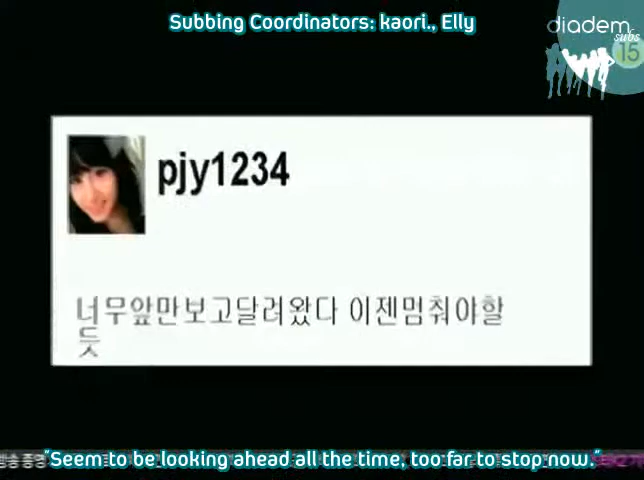 Subbing Coordinators: kaori., Elly
diadem
subs
15
pjy1234
너무앞만보고달려왔다 이젠멈춰야할
듯
"Seem to be looking ahead all the time, too far to stop now."